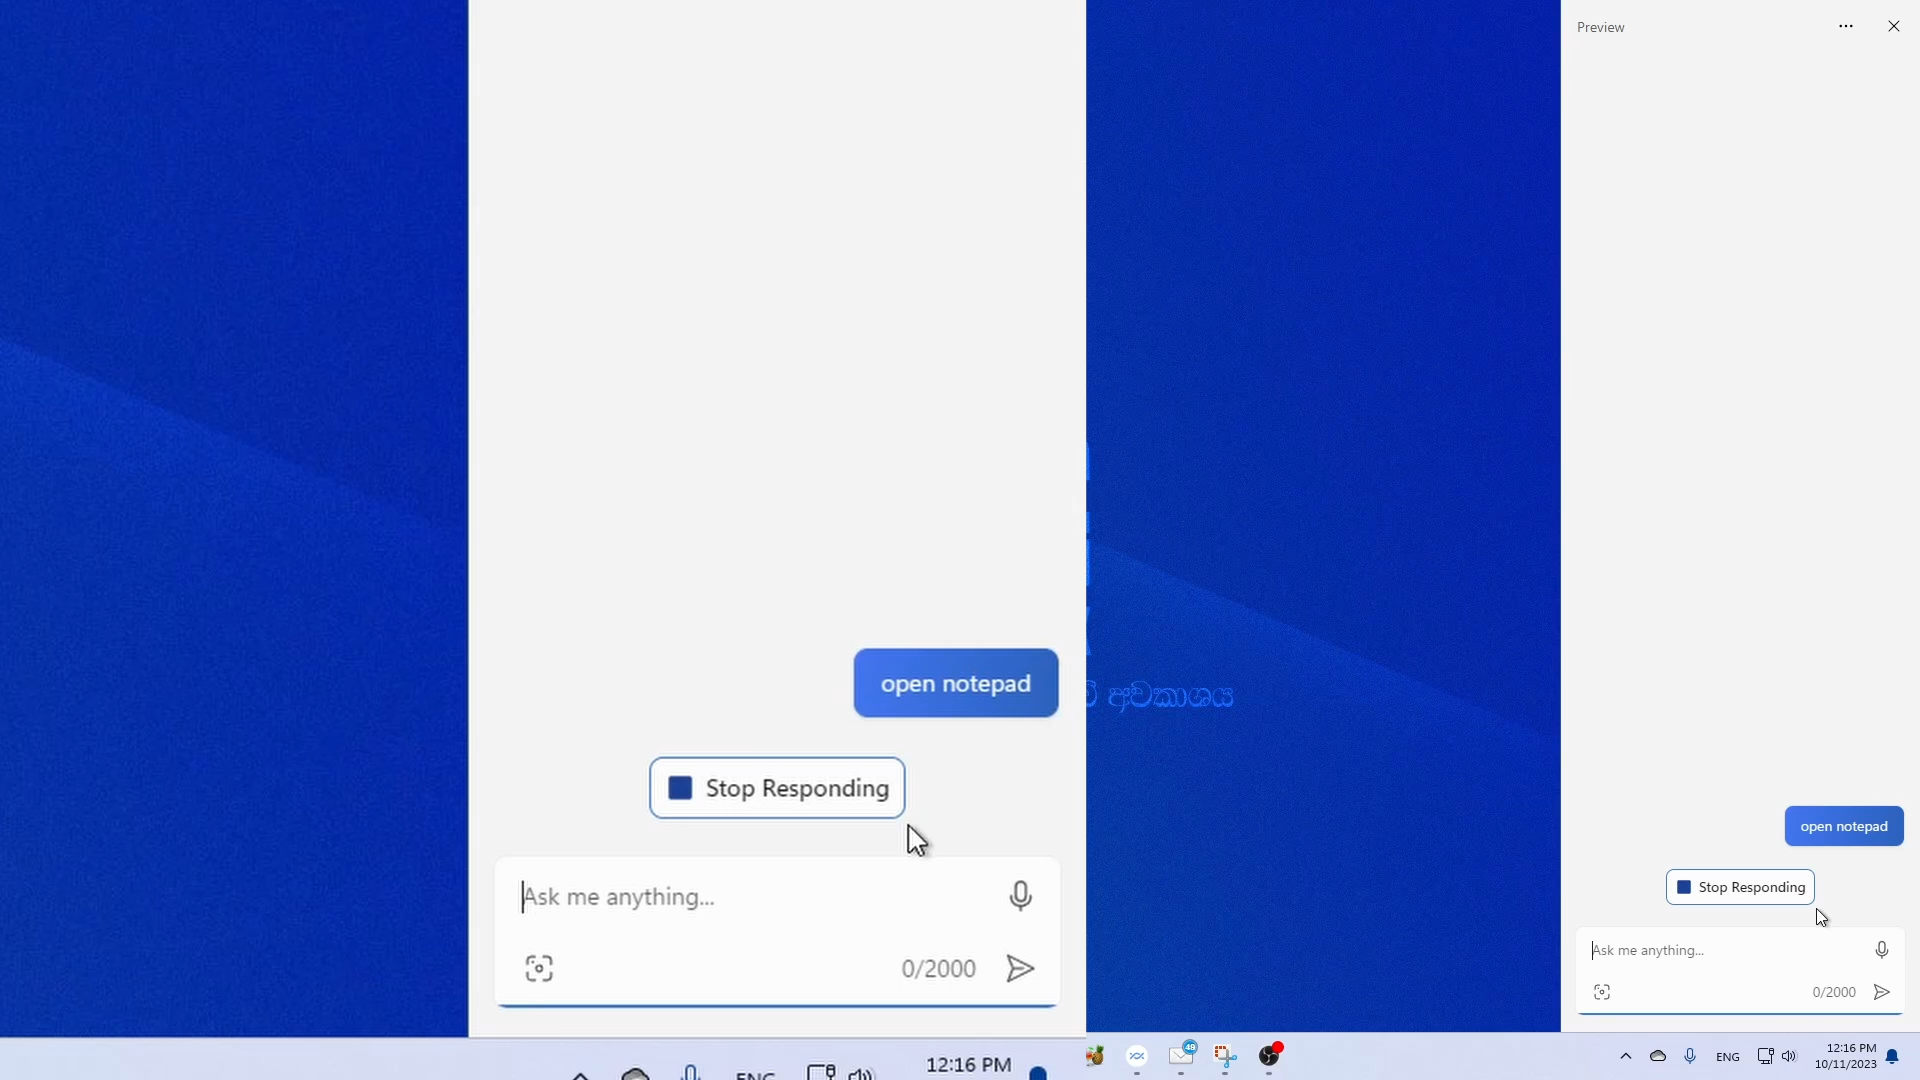 open notepad
Stop Responding
Ask me anything...
0/2000
12:16 PM
අවකාශය
Preview
open notepad
Stop Responding
Ask me anything...
0/2000
49
ENG
12:16 PM
10/11/2023